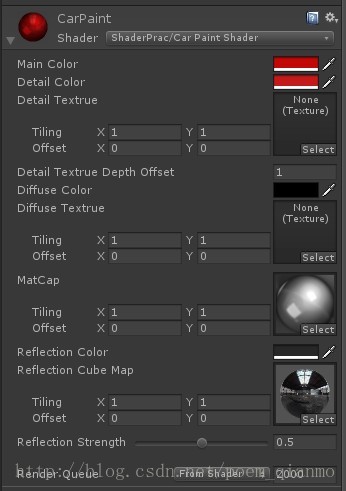 CarPaint
Shader ShaderPrac/Car Paint Shader
Main Color
Detail Color
Detail Textrue
None
(Texture)
Tiling X 1 Y 1
Offset X 0 Y 0
Select
Detail Textrue Depth Offset 1
Diffuse Color
Diffuse Textrue
None
(Texture)
Tiling X 1 Y 1
Offset X 0 Y 0
Select
MatCap
Tiling X 1 Y 1
Offset X 0 Y 0
Select
Reflection Color
Reflection Cube Map
Tiling X 1 Y 1
Offset X 0 Y 0
Select
Reflection Strength 0.5
Render Queue From Shader 2000
http://blog.csdn.net/poem_qianmo